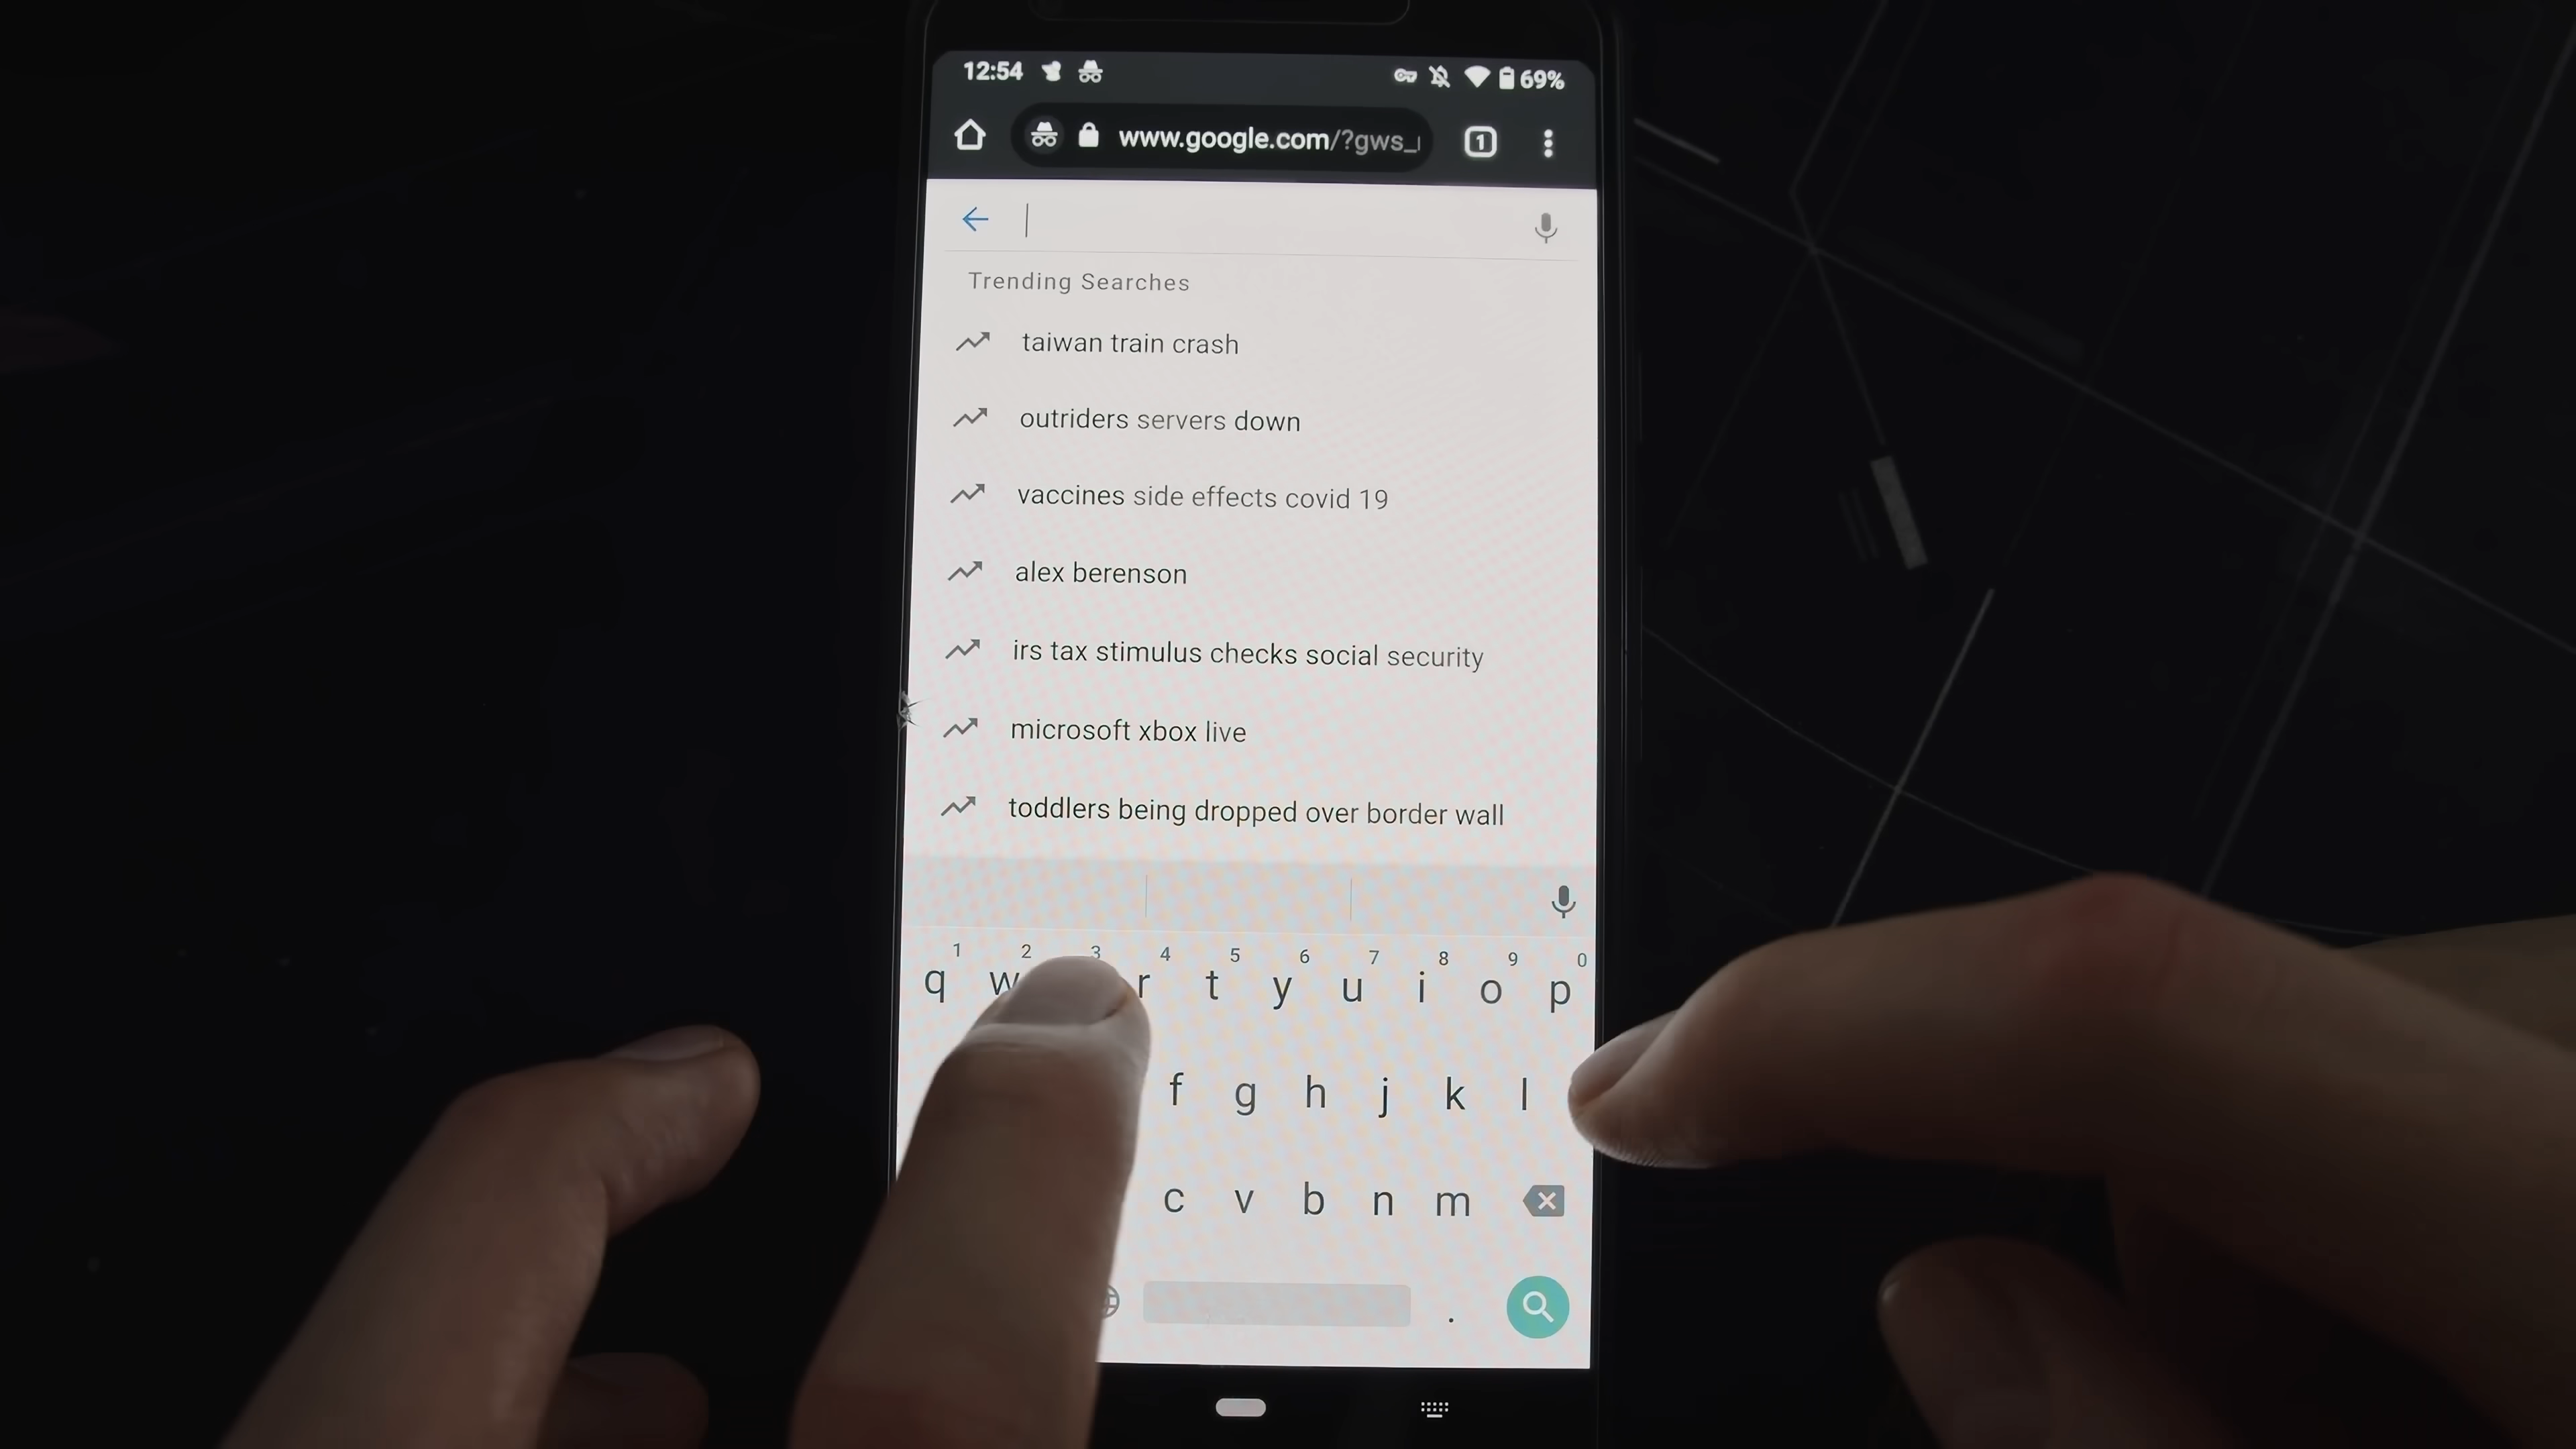 12:54 69%
www.google.com/?gws_ 1
Trending Searches
taiwan train crash
outriders servers down
vaccines side effects covid 19
alex berenson
irs tax stimulus checks social security
microsoft xbox live
toddlers being dropped over border wall
1 2 3 4 5 6 7 8 9 0
q w r t y u i o p
f g h j k l
c v b n m
.